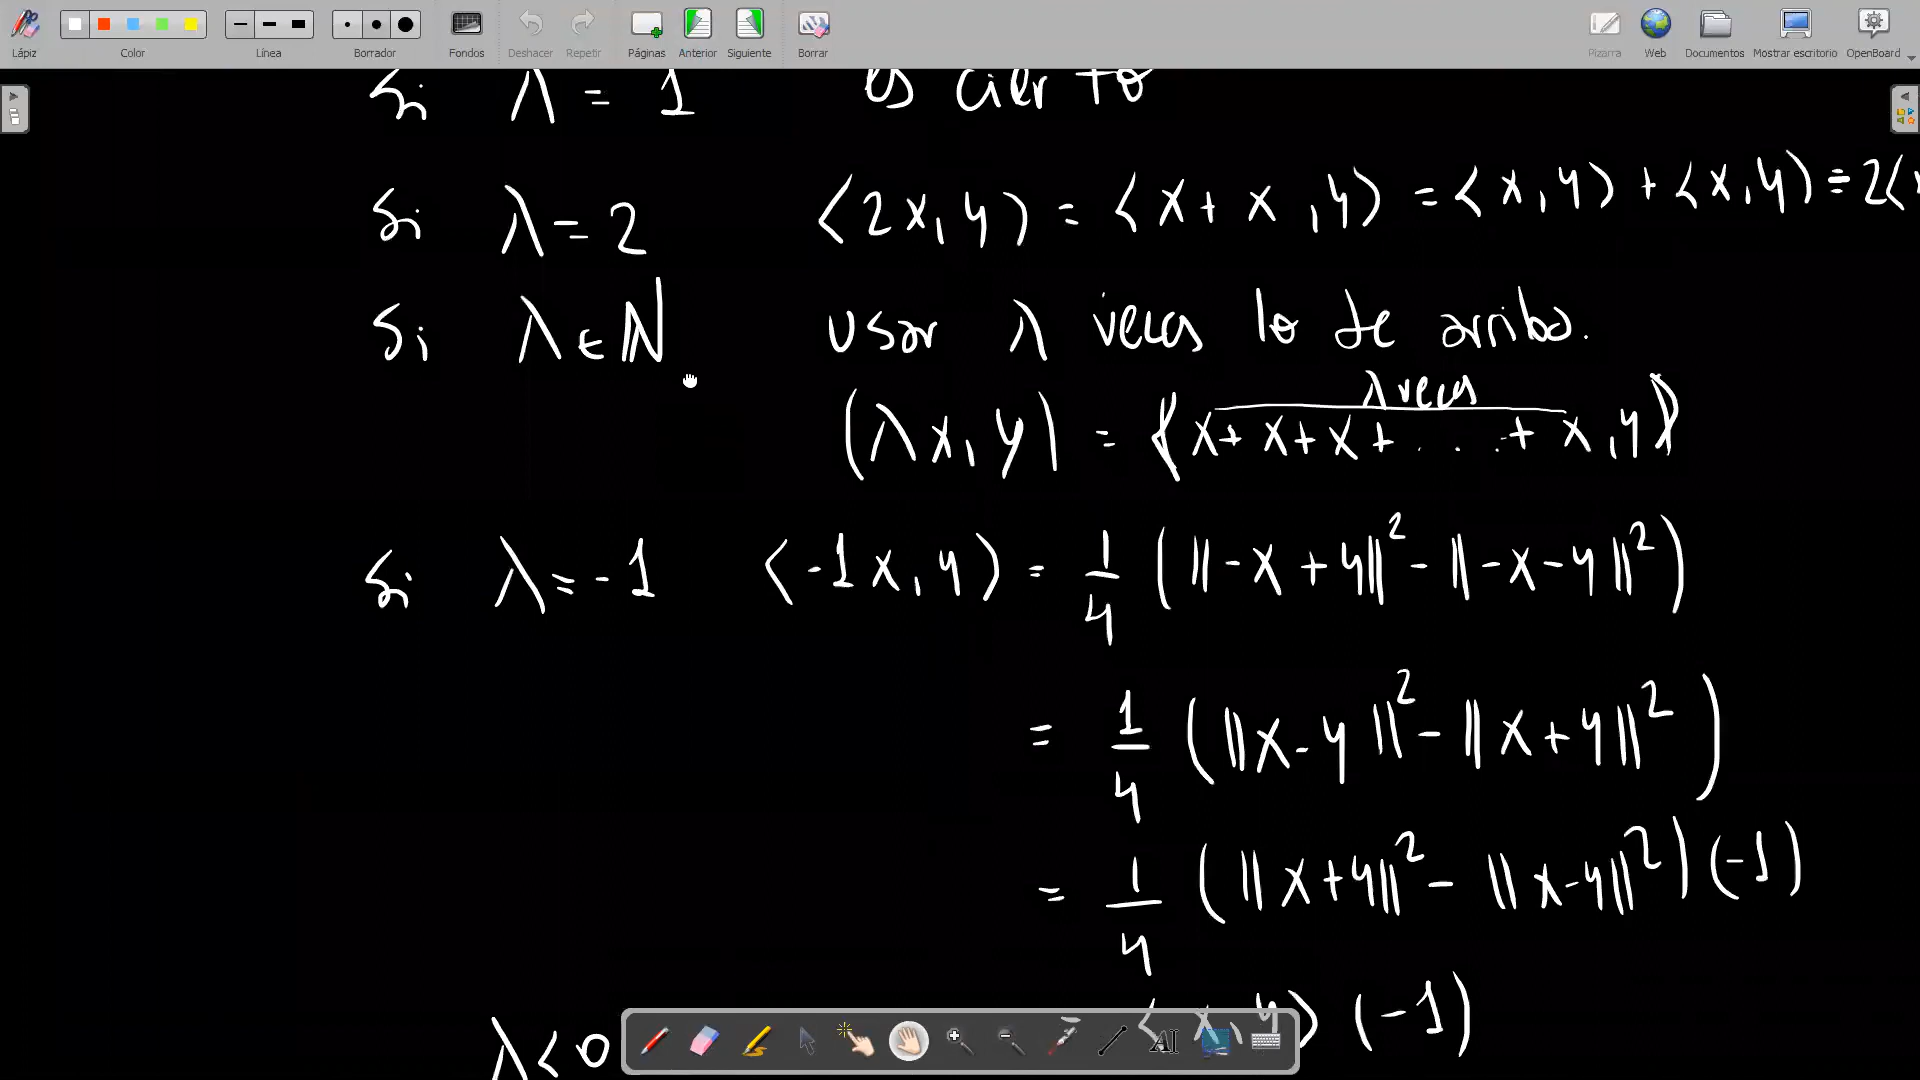 Lápiz Color Línea Borrador Fondos Deshacer Repetir Páginas Anterior Siguiente Borrar Pizarra Web Documentos Mostrar escritorio OpenBoard
Si λ = 1 es cierto
Si λ = 2 ⟨2x, y⟩ = ⟨x + x, y⟩ = ⟨x, y⟩ + ⟨x, y⟩ = 2⟨
Si λ ∈ ℕ usar λ veces lo de arriba.
λ veces
(λx, y) = ⟨x + x + x + . . . + x, y⟩
Si λ = -1 ⟨-1x, y⟩ = 1/4 (‖-x + y‖² - ‖-x - y‖²)
= 1/4 (‖x - y‖² - ‖x + y‖²)
= 1/4 (‖x + y‖² - ‖x - y‖²) (-1)
⟨x, y⟩ (-1)
λ < 0